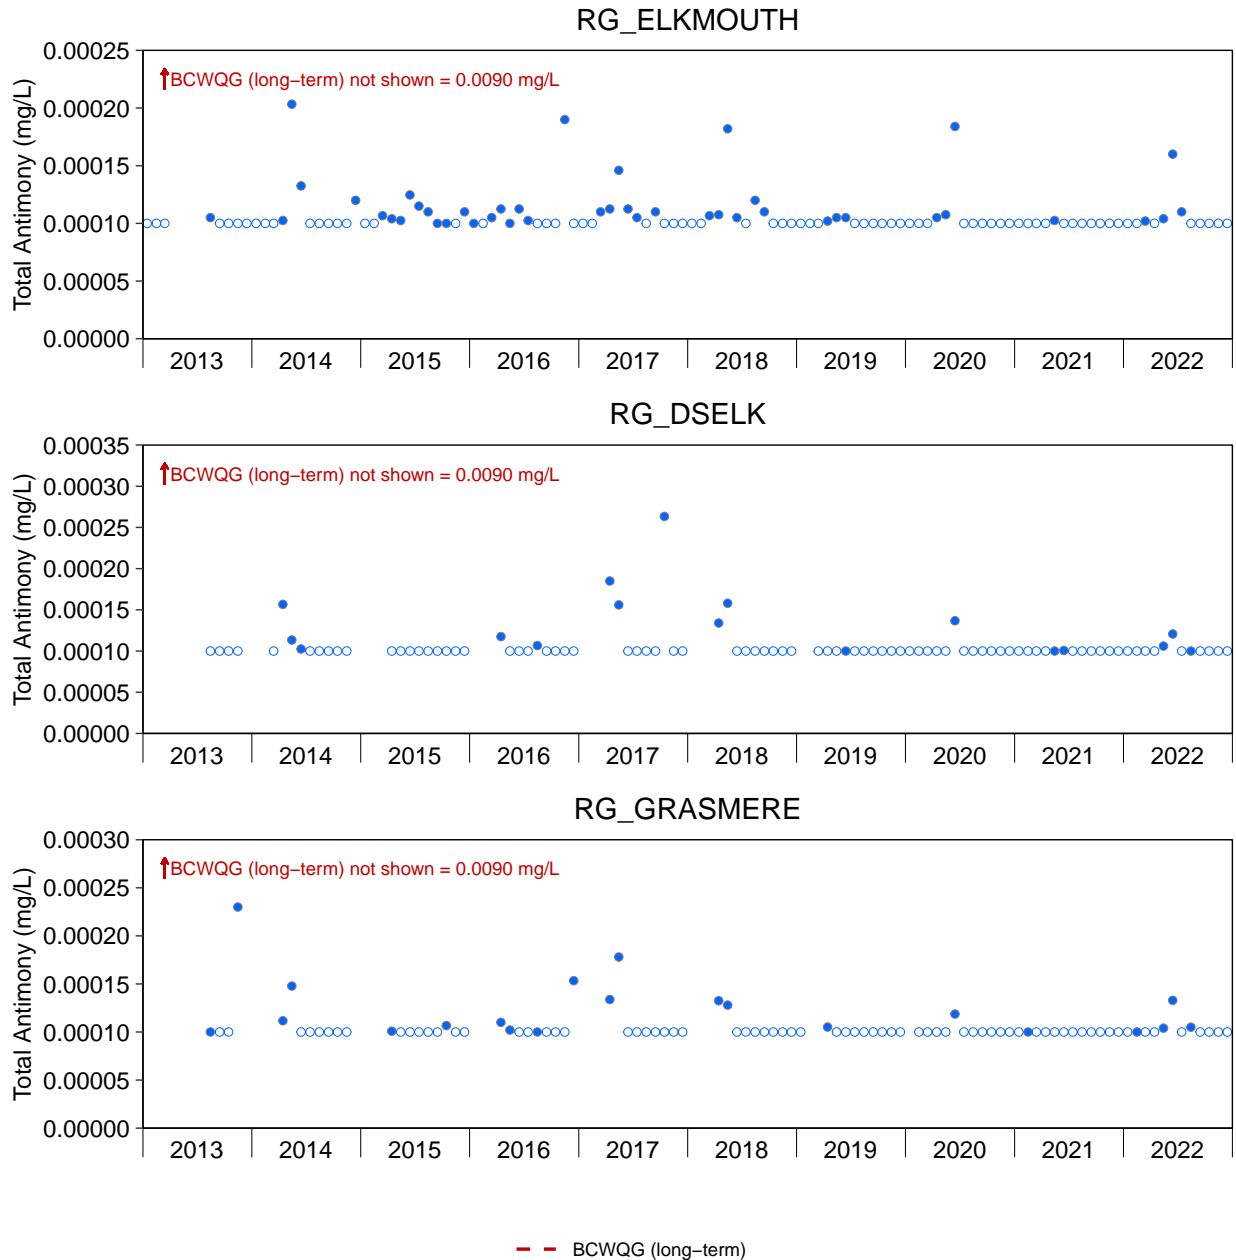 RG_ELKMOUTH
Total Antimony (mg/L)
0.00025
BCWQG (long−term) not shown = 0.0090 mg/L
0.00020
0.00015
0.00010
0.00005
0.00000
2013 2014 2015 2016 2017 2018 2019 2020 2021 2022
RG_DSELK
Total Antimony (mg/L)
0.00035
BCWQG (long−term) not shown = 0.0090 mg/L
0.00030
0.00025
0.00020
0.00015
0.00010
0.00005
0.00000
2013 2014 2015 2016 2017 2018 2019 2020 2021 2022
RG_GRASMERE
Total Antimony (mg/L)
0.00030
BCWQG (long−term) not shown = 0.0090 mg/L
0.00025
0.00020
0.00015
0.00010
0.00005
0.00000
2013 2014 2015 2016 2017 2018 2019 2020 2021 2022
BCWQG (long−term)